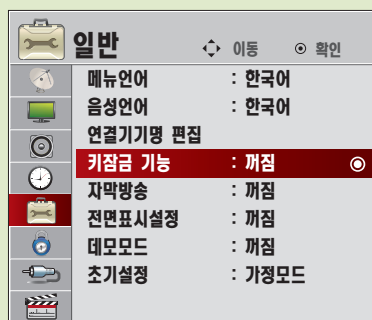 일반 이동 확인
메뉴언어 : 한국어
음성언어 : 한국어
연결기기명 편집
키잠금 기능 : 꺼짐
자막방송 : 꺼짐
전면표시설정 : 꺼짐
데모모드 : 꺼짐
초기설정 : 가정모드